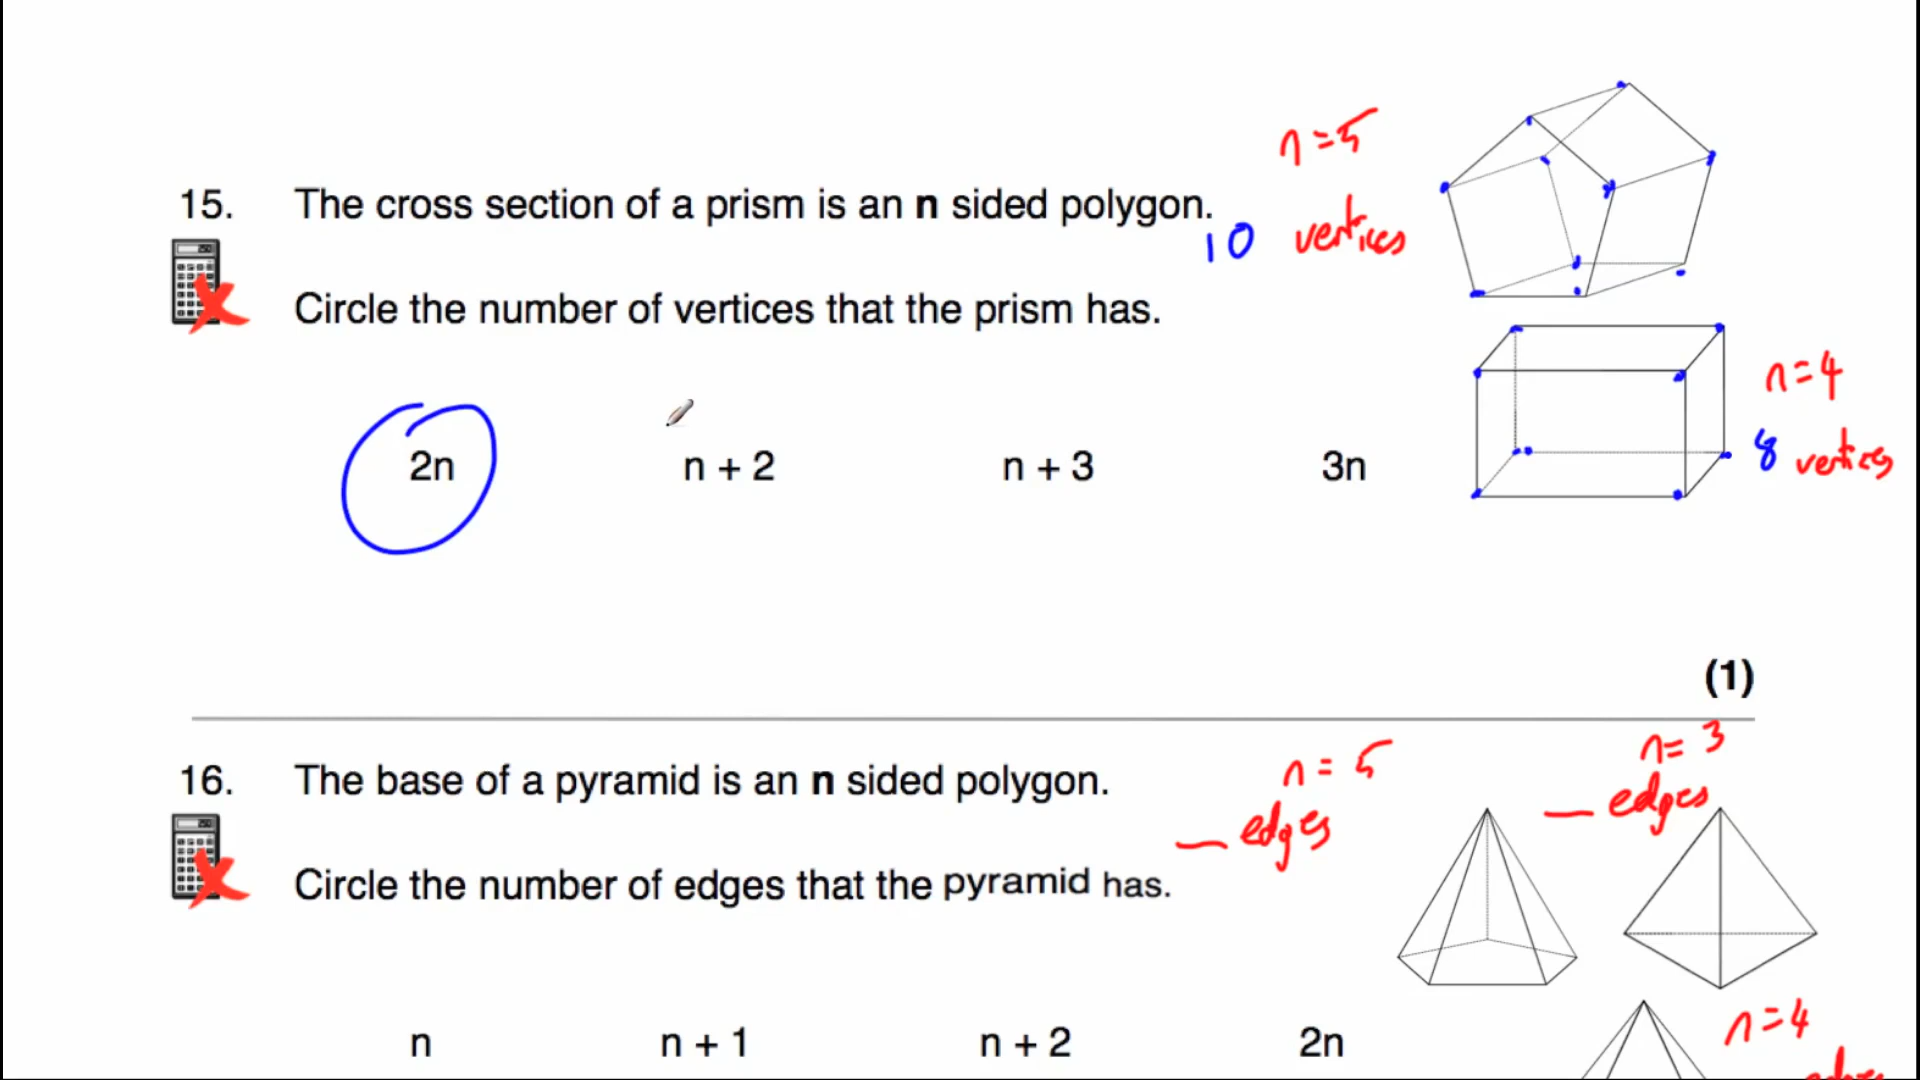 n=5
15. The cross section of a prism is an n sided polygon.
10 vertices
Circle the number of vertices that the prism has.
n=4
8 vertices
2n n + 2 n + 3 3n
(1)
n=3
n=5
16. The base of a pyramid is an n sided polygon.
_ edges
_ edges
Circle the number of edges that the pyramid has.
n=4
n n + 1 n + 2 2n